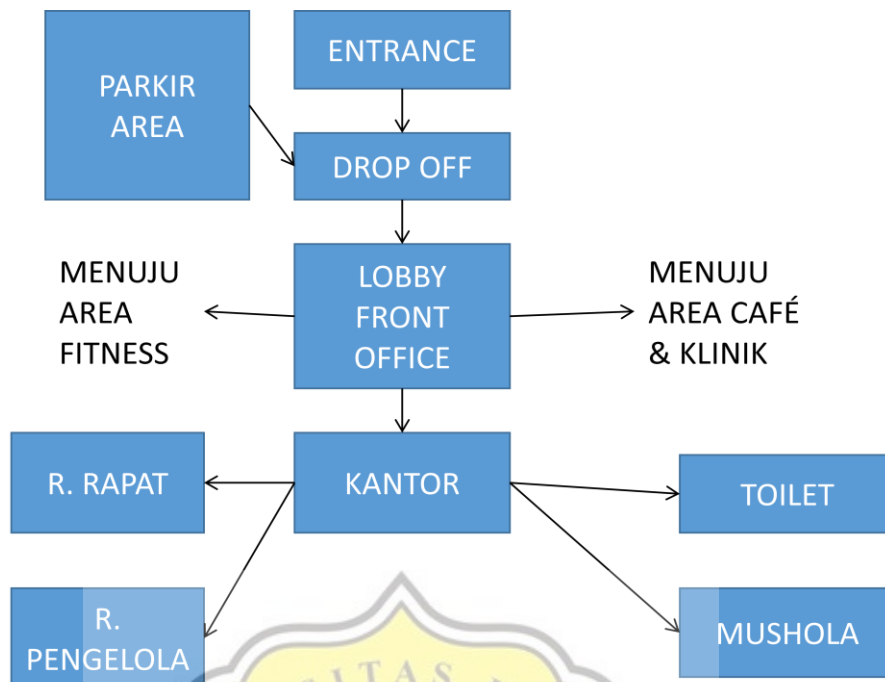 PARKIR
AREA
ENTRANCE
DROP OFF
MENUJU
AREA
FITNESS
LOBBY
FRONT
OFFICE
MENUJU
AREA CAFÉ
& KLINIK
R. RAPAT
KANTOR
TOILET
R.
PENGELOLA
MUSHOLA
ITAS